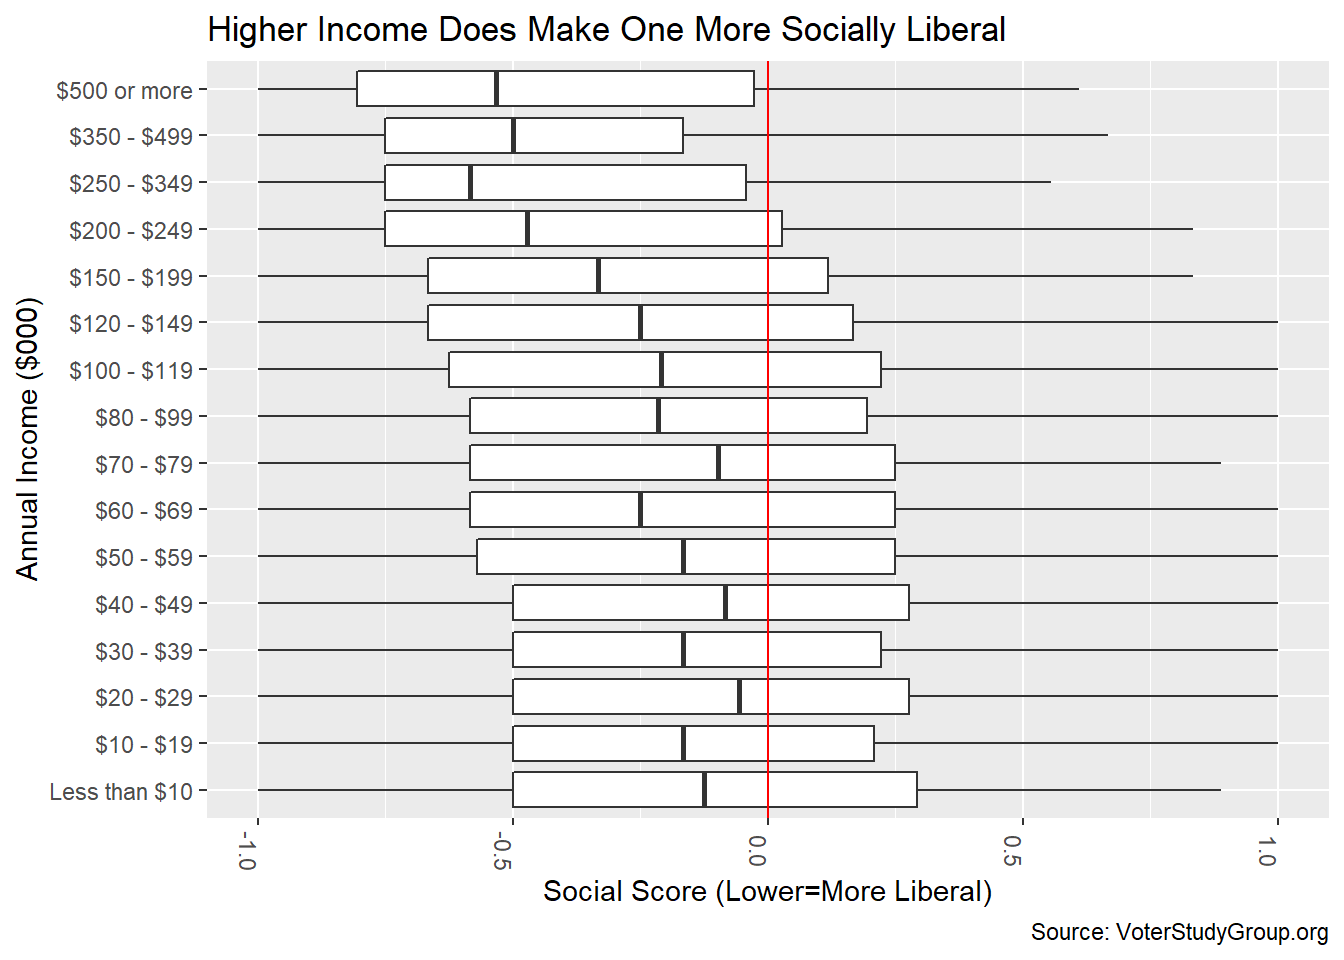 Higher Income Does Make One More Socially Liberal
Annual Income ($000)
$500 or more
$350 - $499
$250 - $349
$200 - $249
$150 - $199
$120 - $149
$100 - $119
$80 - $99
$70 - $79
$60 - $69
$50 - $59
$40 - $49
$30 - $39
$20 - $29
$10 - $19
Less than $10
-1.0
-0.5
0.0
0.5
1.0
Social Score (Lower=More Liberal)
Source: VoterStudyGroup.org